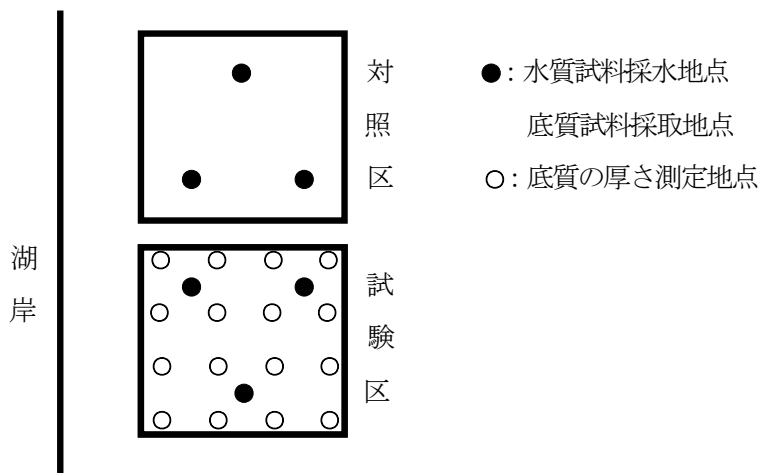 対照区
●：水質試料採水地点
底質試料採取地点
○：底質の厚さ測定地点
湖岸
試験区